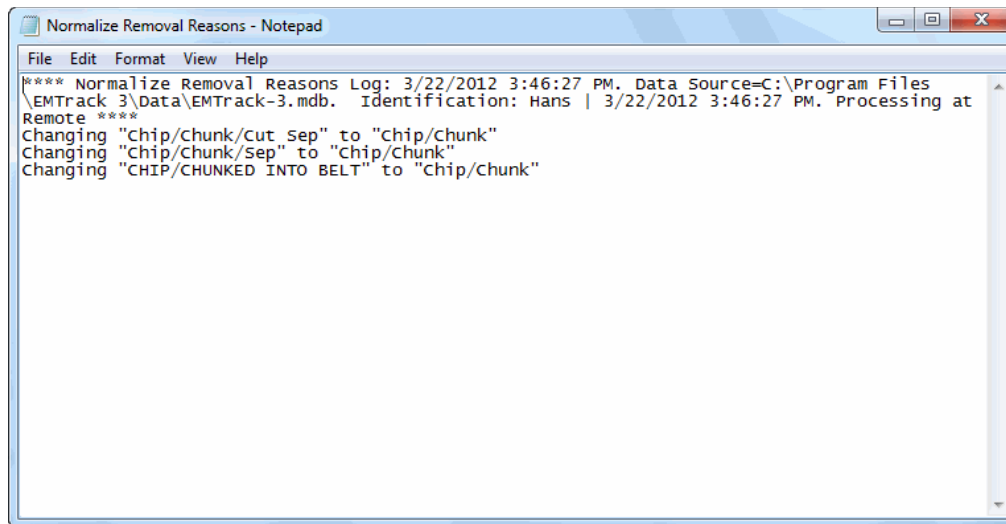 Normalize Removal Reasons - Notepad
File Edit Format View Help
**** Normalize Removal Reasons Log: 3/22/2012 3:46:27 PM. Data Source=C:\Program Files
\EMTrack 3\Data\EMTrack-3.mdb.  Identification: Hans | 3/22/2012 3:46:27 PM. Processing at
Remote ****
Changing "Chip/Chunk/Cut Sep" to "Chip/Chunk"
Changing "Chip/Chunk/Sep" to "Chip/Chunk"
Changing "CHIP/CHUNKED INTO BELT" to "Chip/Chunk"